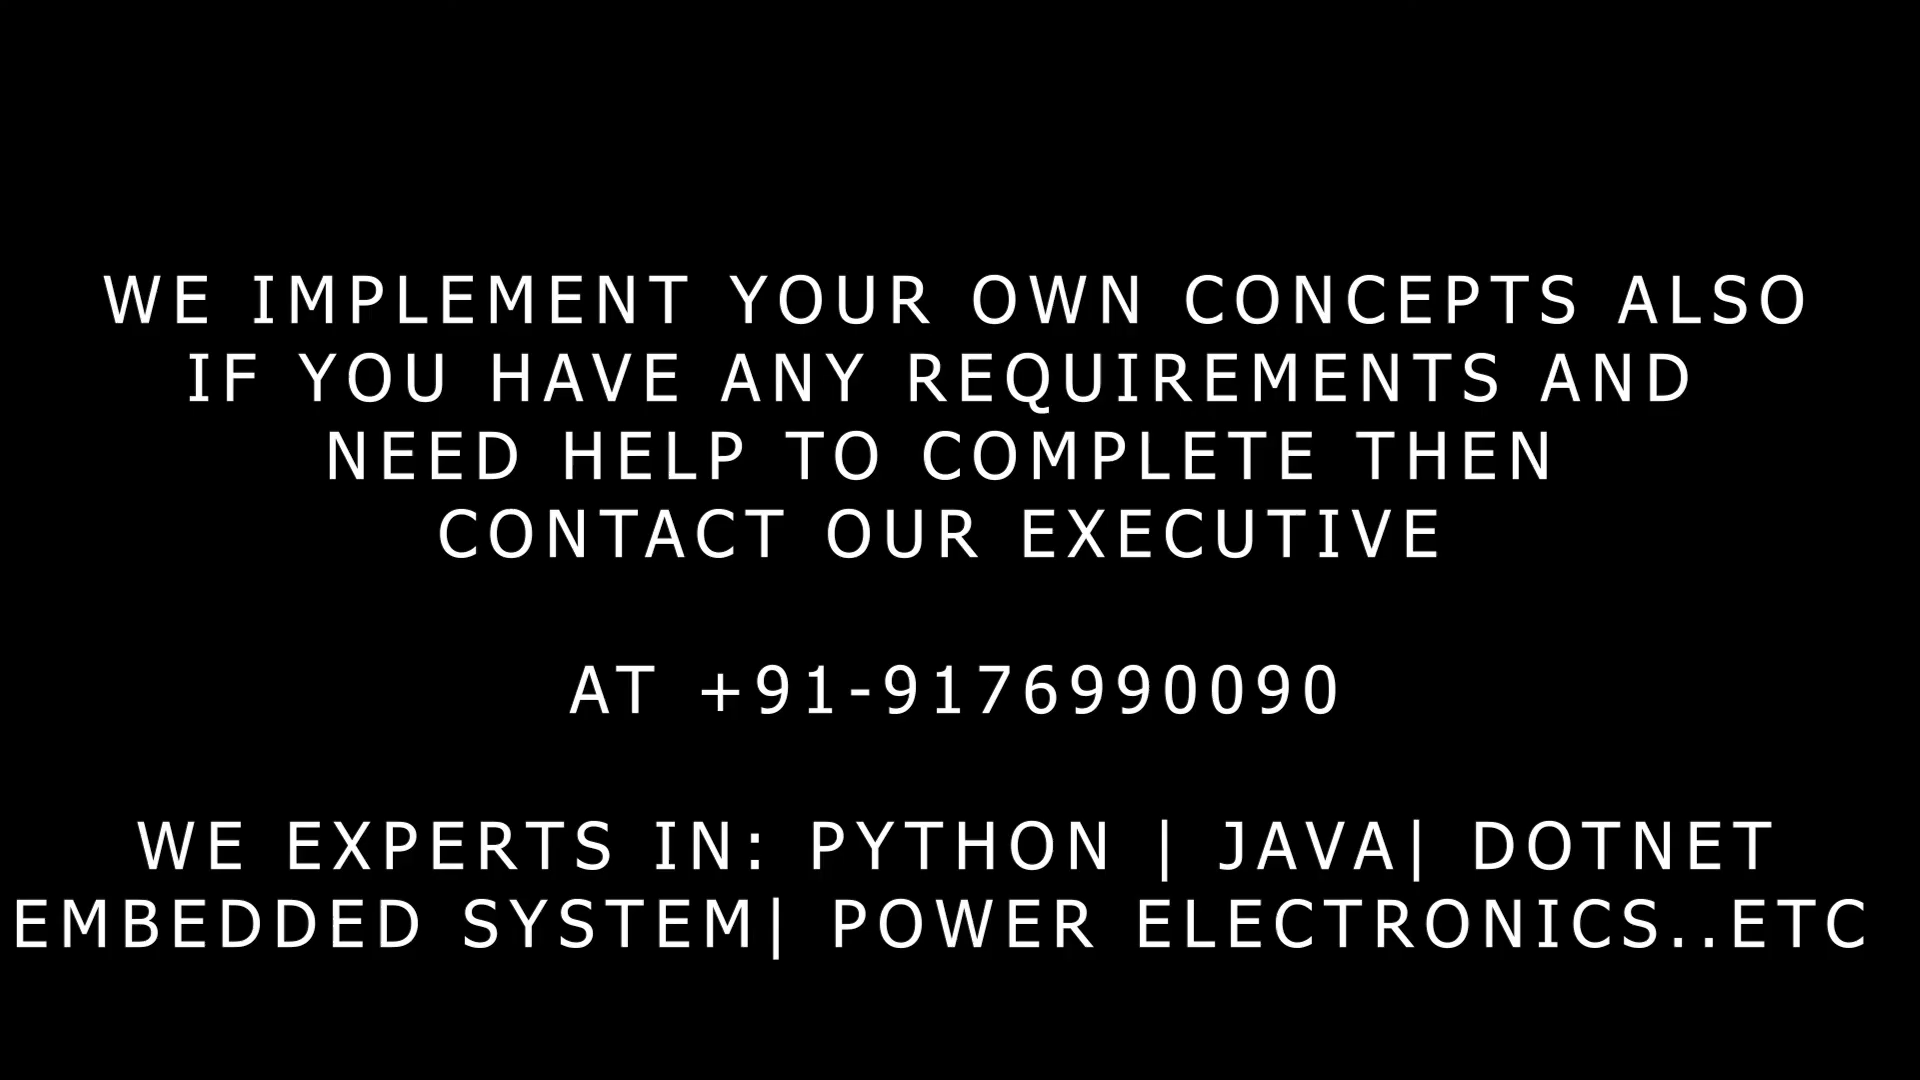 WE IMPLEMENT YOUR OWN CONCEPTS ALSO
IF YOU HAVE ANY REQUIREMENTS AND
NEED HELP TO COMPLETE THEN
CONTACT OUR EXECUTIVE
AT +91-9176990090
WE EXPERTS IN: PYTHON | JAVA| DOTNET
EMBEDDED SYSTEM| POWER ELECTRONICS..ETC